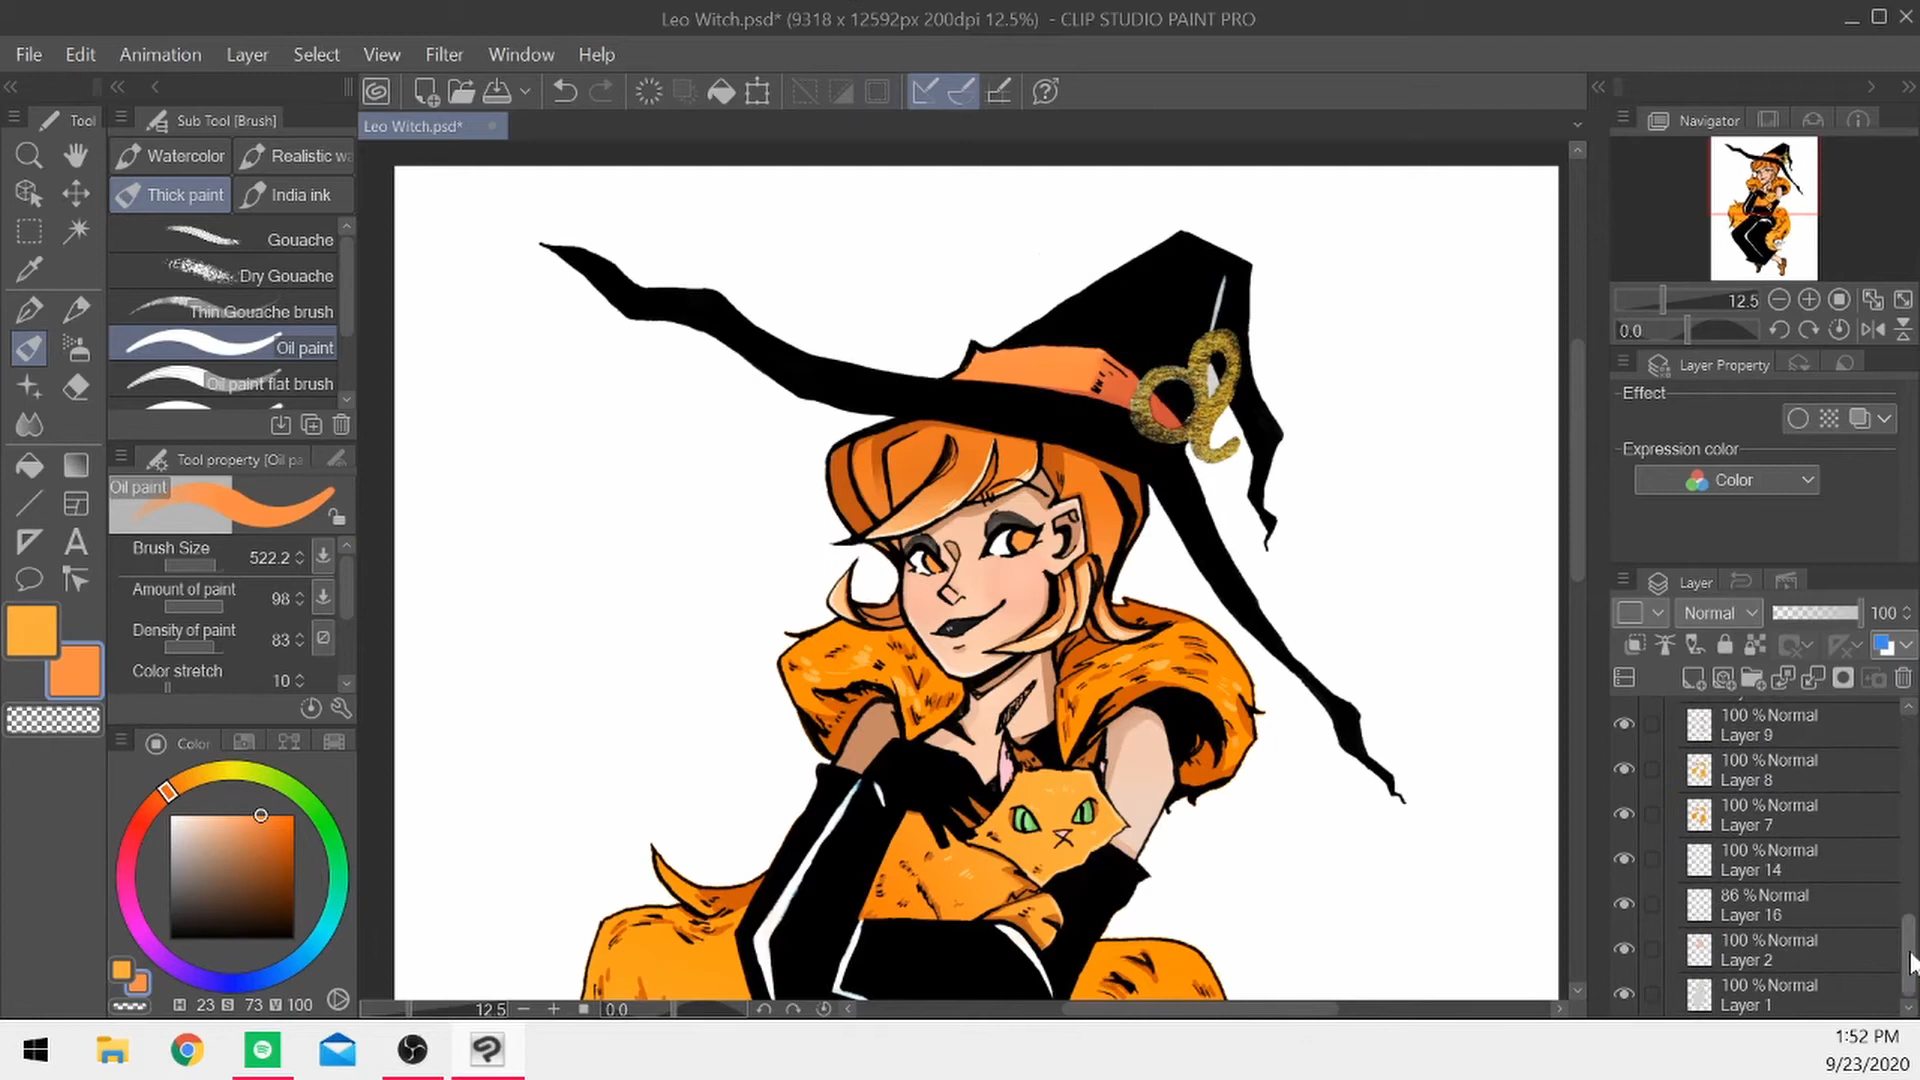 Leo Witch.psd* (9318 x 12592px 200dpi 12.5%)  - CLIP STUDIO PAINT PRO
File Edit Animation Layer Select View Filter Window Help
Tool
Sub Tool [Brush]
Leo Witch.psd*
Navigator
Watercolor
Thick paint
India ink
Gouache
Dry Gouache
Thin Gouache brush
Oil paint
Oil paint flat brush
Tool property [Oil pa
Oil paint
Brush Size 522.2
Amount of paint 98
Density of paint 83
Color stretch 10
Color
H 23 S 73 V 100
12.5 0.0
12.5
0.0
Layer Property
Effect
Expression color
Color
Layer
Normal 100
100 % Normal
Layer 9
100 % Normal
Layer 8
100 % Normal
Layer 7
100 % Normal
Layer 14
86 % Normal
Layer 16
100 % Normal
Layer 2
100 % Normal
Layer 1
1:52 PM
9/23/2020